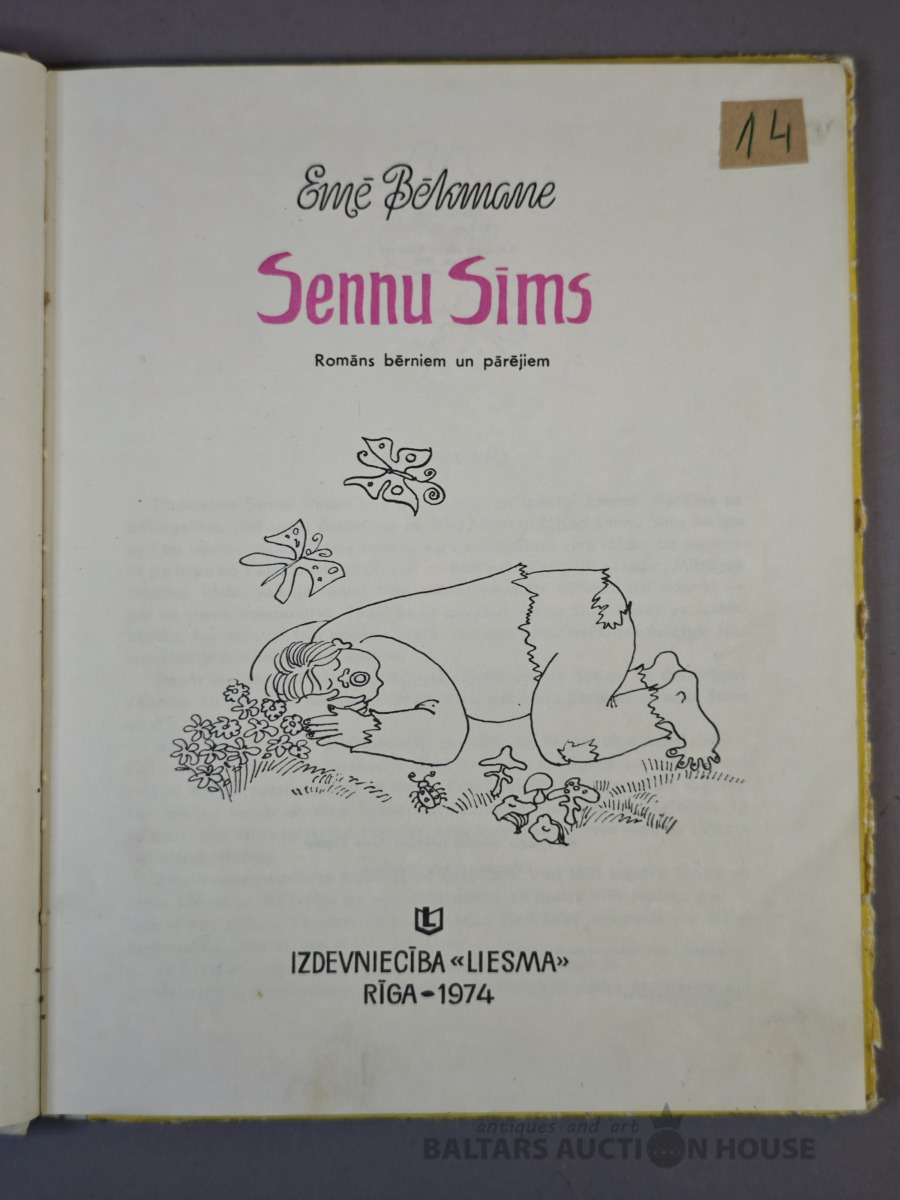 14
Emē Bēkmane
Sennu Sīms
Romāns bērniem un pārējiem
IZDEVNIECĪBA «LIESMA»
RĪGA-1974
antiques and art
BALTARS AUCTION HOUSE